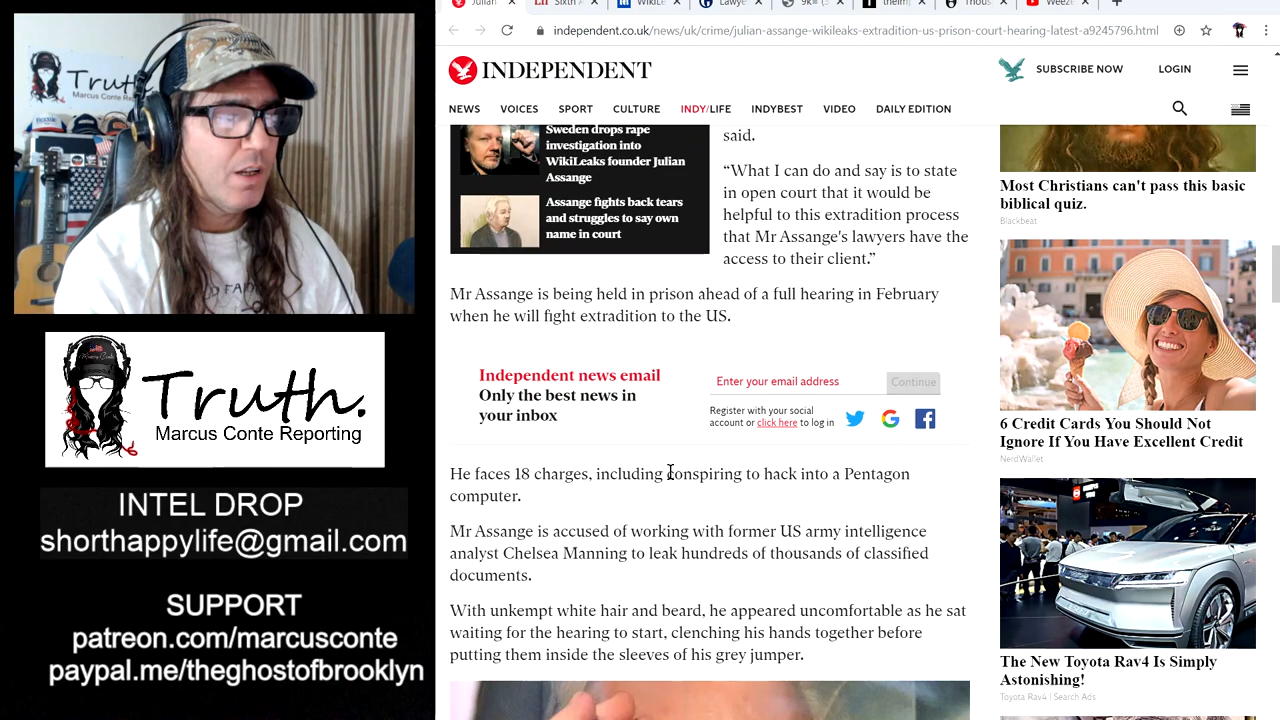 Truth.
Marcus Conte Repor
Truth.
Marcus Conte Reporting
INTEL DROP
shorthappylife@gmail.com
SUPPORT
patreon.com/marcusconte
paypal.me/theghostofbrooklyn
Julian
Sixth A
WikiLe
Lawye
Thous
Weeze
independent.co.uk/news/uk/crime/julian-assange-wikileaks-extradition-us-prison-court-hearing-latest-a9245796.html
INDEPENDENT
SUBSCRIBE NOW
LOGIN
NEWS VOICES SPORT CULTURE INDY/LIFE INDYBEST VIDEO DAILY EDITION
Sweden drops rape
investigation into
WikiLeaks founder Julian
Assange
Assange fights back tears
and struggles to say own
name in court
said.
“What I can do and say is to state
in open court that it would be
helpful to this extradition process
that Mr Assange's lawyers have the
access to their client.”
Mr Assange is being held in prison ahead of a full hearing in February
when he will fight extradition to the US.
Independent news email
Only the best news in
your inbox
Enter your email address
Continue
Register with your social
account or click here to log in
He faces 18 charges, including conspiring to hack into a Pentagon
computer.
Mr Assange is accused of working with former US army intelligence
analyst Chelsea Manning to leak hundreds of thousands of classified
documents.
With unkempt white hair and beard, he appeared uncomfortable as he sat
waiting for the hearing to start, clenching his hands together before
putting them inside the sleeves of his grey jumper.
Most Christians can't pass this basic
biblical quiz.
Blackbeat
6 Credit Cards You Should Not
Ignore If You Have Excellent Credit
NerdWallet
The New Toyota Rav4 Is Simply
Astonishing!
Toyota Rav4 | Search Ads